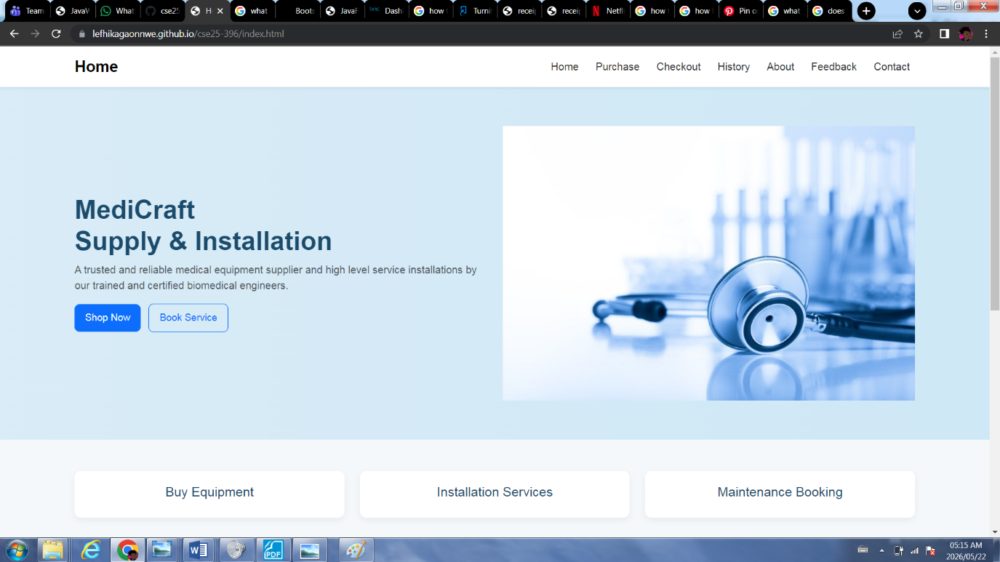 Team
JavaW
What
cse25
H
what
Boots
JavaF
Dash
how
Turni
recei
recei
Netfl
how
how
Pin o
what
does
lefhikagaonnwe.github.io/cse25-396/index.html
Home
Home Purchase Checkout History About Feedback Contact
MediCraft
Supply & Installation
A trusted and reliable medical equipment supplier and high level service installations by
our trained and certified biomedical engineers.
Shop Now Book Service
Buy Equipment Installation Services Maintenance Booking
PDF
05:15 AM
2026/05/22